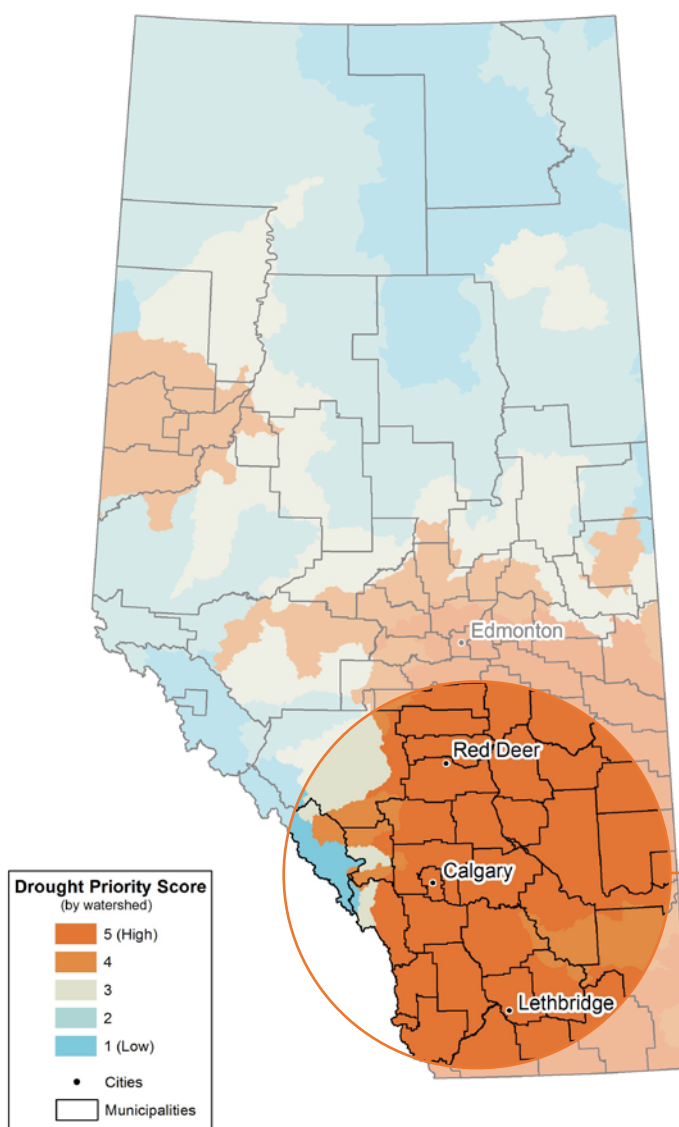 Edmonton
Red Deer
Calgary
Lethbridge
Drought Priority Score
(by watershed)
5 (High)
4
3
2
1 (Low)
Cities
Municipalities